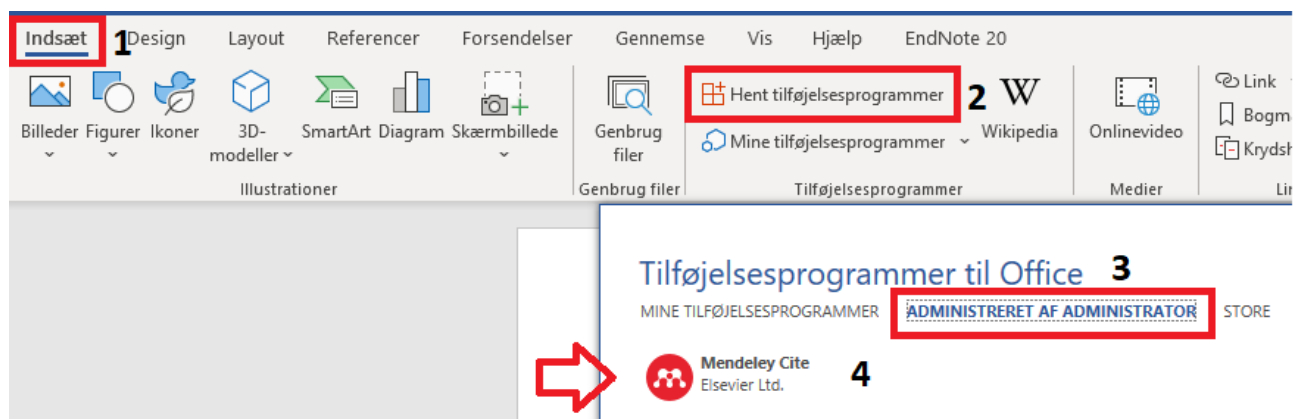 Indsæt 1 Design Layout Referencer Forsendelser Gennemse Vis Hjælp EndNote 20
Billeder Figurer Ikoner 3D-modeller SmartArt Diagram Skærmbillede
Genbrug filer
Hent tilføjelsesprogrammer 2
Mine tilføjelsesprogrammer
W Wikipedia
Onlinevideo
Link
Illustrationer Genbrug filer Tilføjelsesprogrammer Medier
Tilføjelsesprogrammer til Office 3
MINE TILFØJELSESPROGRAMMER ADMINISTRERET AF ADMINISTRATOR STORE
Mendeley Cite
Elsevier Ltd. 4